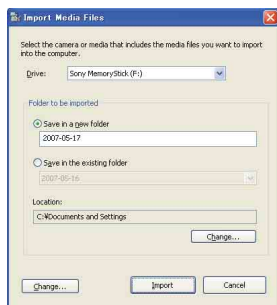 Import Media Files
Select the camera or media that includes the media files you want to import
into the computer.
Drive: Sony MemoryStick (F:)
Folder to be imported
Save in a new folder
2007-05-17
Save in the existing folder
2007-05-16
Location:
C:¥Documents and Settings
Change...
Change... Import Cancel